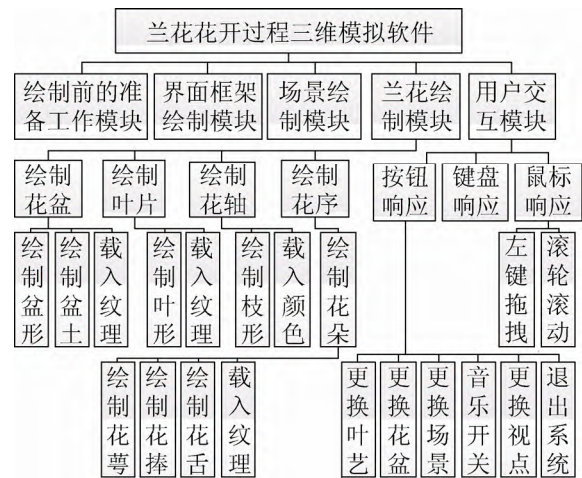 兰花花开过程三维模拟软件
绘制前的准
备工作模块
界面框架
绘制模块
场景绘
制模块
兰花绘
制模块
用户交
互模块
绘制
花盆
绘制
叶片
绘制
花轴
绘制
花序
按钮
响应
键盘
响应
鼠标
响应
绘制盆形
绘制盆土
载入纹理
绘制叶形
载入纹理
绘制枝形
载入颜色
绘制花朵
左键拖拽
滚轮滚动
绘制花萼
绘制花捧
绘制花舌
载入纹理
更换叶艺
更换花盆
更换场景
音乐开关
更换视点
退出系统